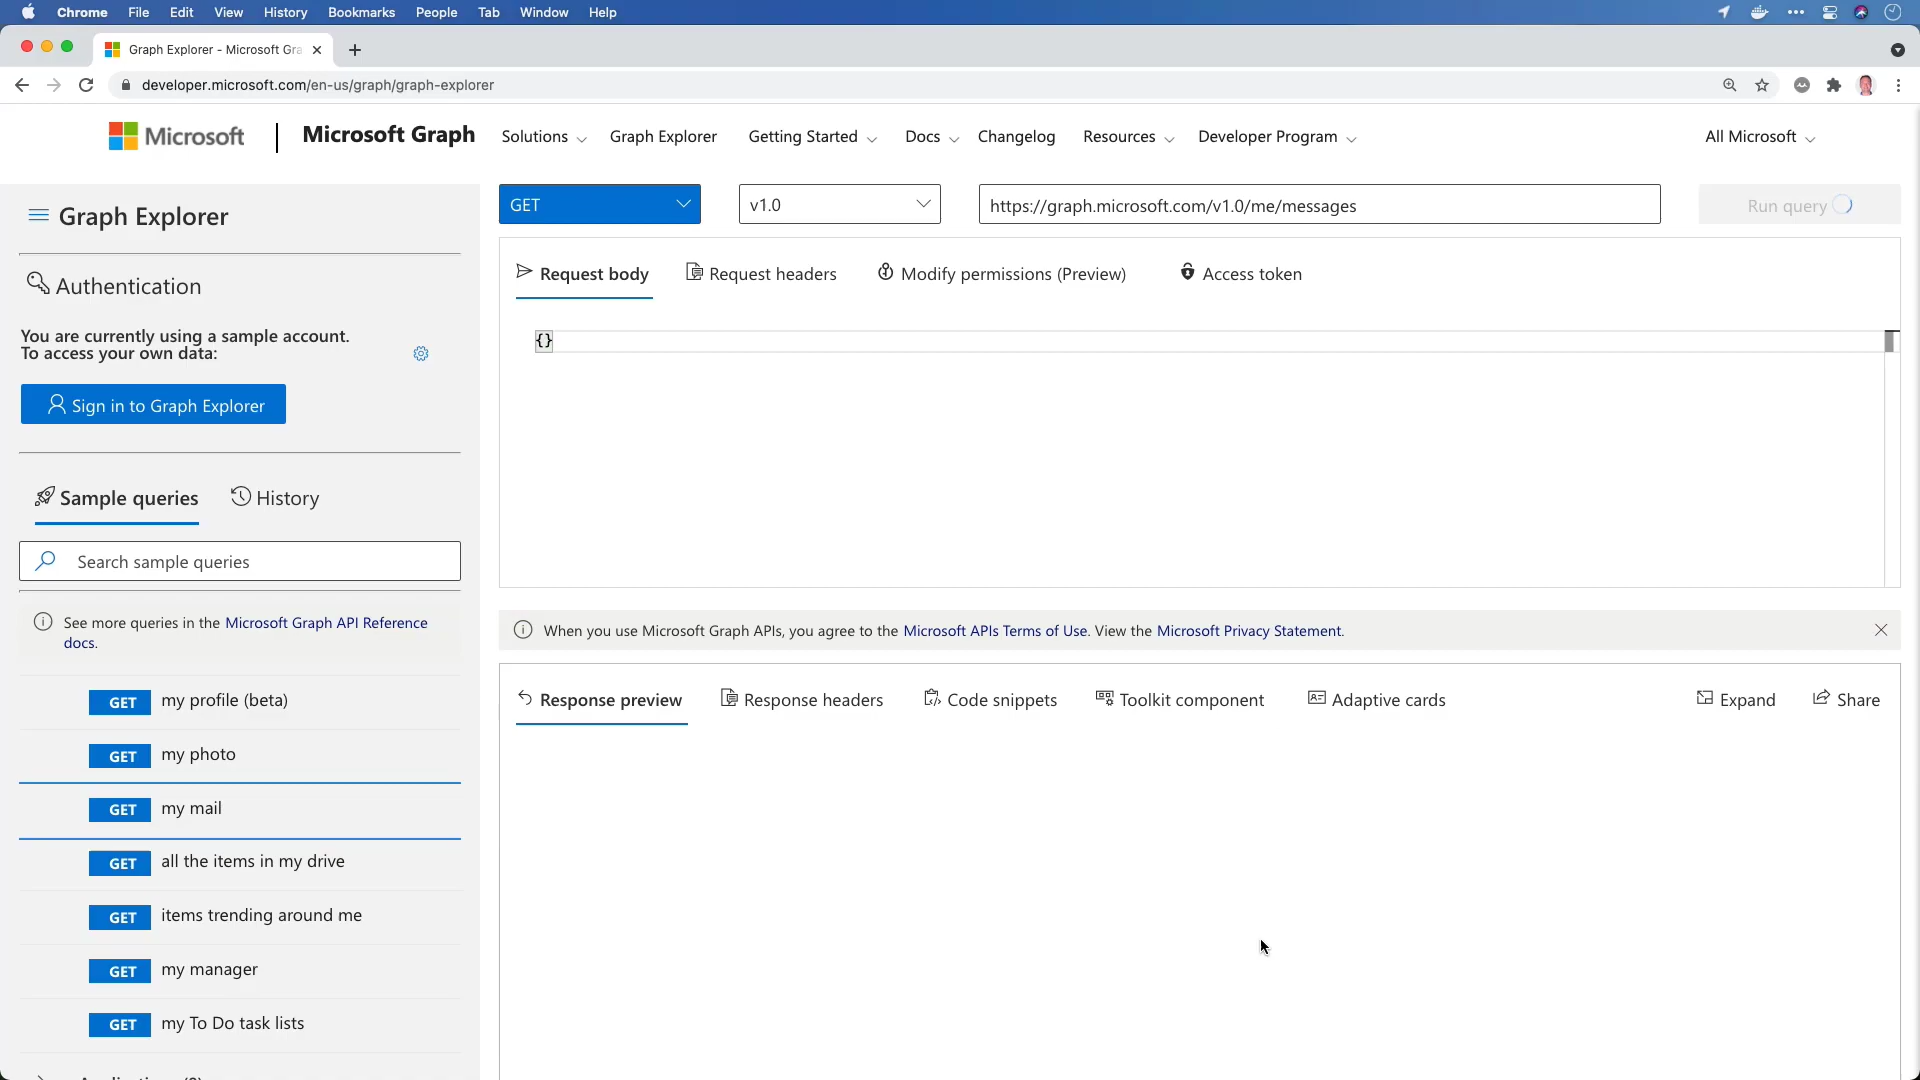 Chrome File Edit View History Bookmarks People Tab Window Help
Graph Explorer - Microsoft Gra
developer.microsoft.com/en-us/graph/graph-explorer
Microsoft Microsoft Graph Solutions Graph Explorer Getting Started Docs Changelog Resources Developer Program All Microsoft
Graph Explorer
GET v1.0 https://graph.microsoft.com/v1.0/me/messages Run query
Authentication
Request body Request headers Modify permissions (Preview) Access token
You are currently using a sample account.
To access your own data:
{}
Sign in to Graph Explorer
Sample queries History
Search sample queries
See more queries in the Microsoft Graph API Reference
docs.
When you use Microsoft Graph APIs, you agree to the Microsoft APIs Terms of Use. View the Microsoft Privacy Statement.
Response preview Response headers Code snippets Toolkit component Adaptive cards Expand Share
GET my profile (beta)
GET my photo
GET my mail
GET all the items in my drive
GET items trending around me
GET my manager
GET my To Do task lists